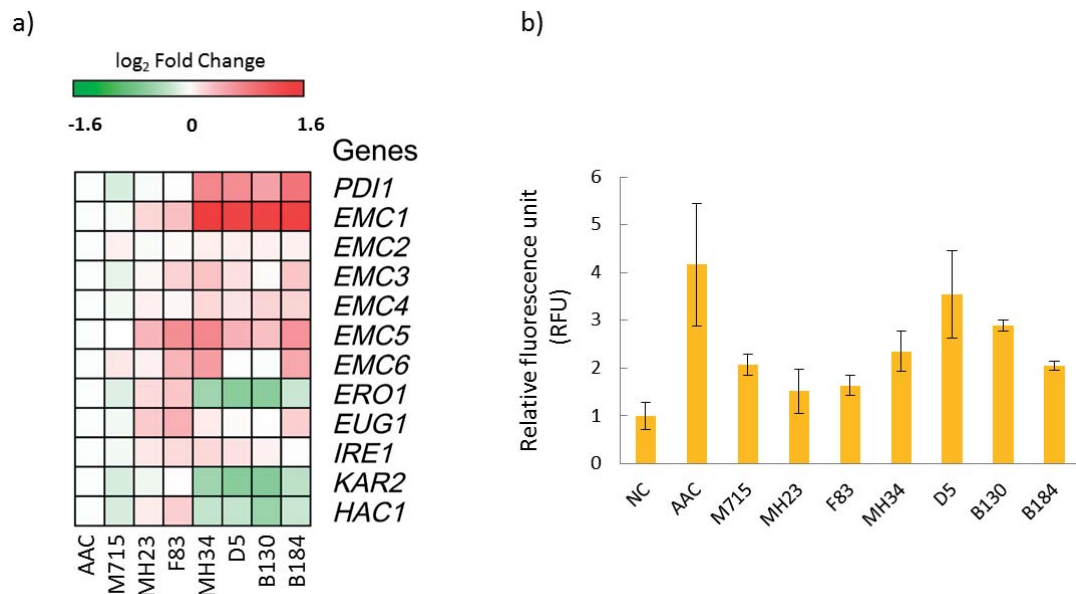 a)
log₂ Fold Change
-1.6 0 1.6
Genes
PDI1
EMC1
EMC2
EMC3
EMC4
EMC5
EMC6
ERO1
EUG1
IRE1
KAR2
HAC1
AAC M715 MH23 F83 MH34 D5 B130 B184
b)
Relative fluorescence unit
(RFU)
6
5
4
3
2
1
0
NC AAC M715 MH23 F83 MH34 D5 B130 B184